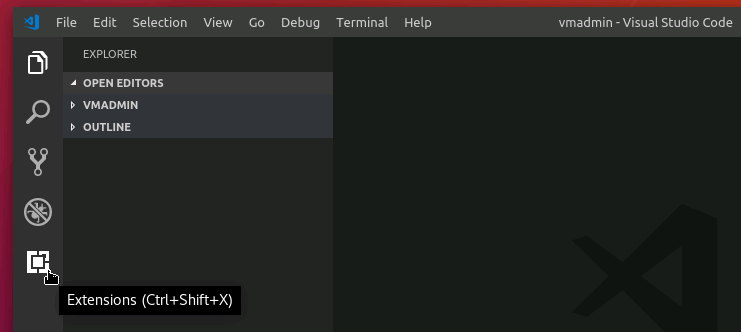 File Edit Selection View Go Debug Terminal Help vmadmin - Visual Studio Code
EXPLORER
OPEN EDITORS
VMADMIN
OUTLINE
Extensions (Ctrl+Shift+X)